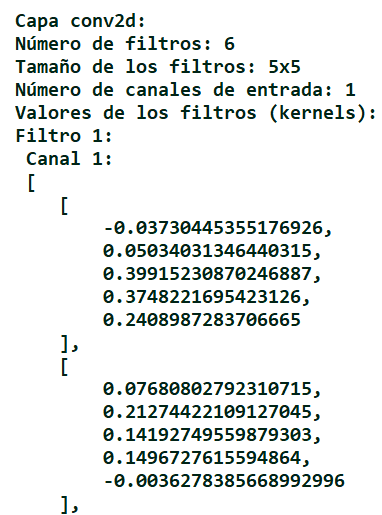 Capa conv2d:
Número de filtros: 6
Tamaño de los filtros: 5x5
Número de canales de entrada: 1
Valores de los filtros (kernels):
Filtro 1:
Canal 1:
[
[
-0.03730445355176926,
0.05034031346440315,
0.39915230870246887,
0.3748221695423126,
0.2408987283706665
],
[
0.07680802792310715,
0.21274422109127045,
0.14192749559879303,
0.1496727615594864,
-0.0036278385668992996
],